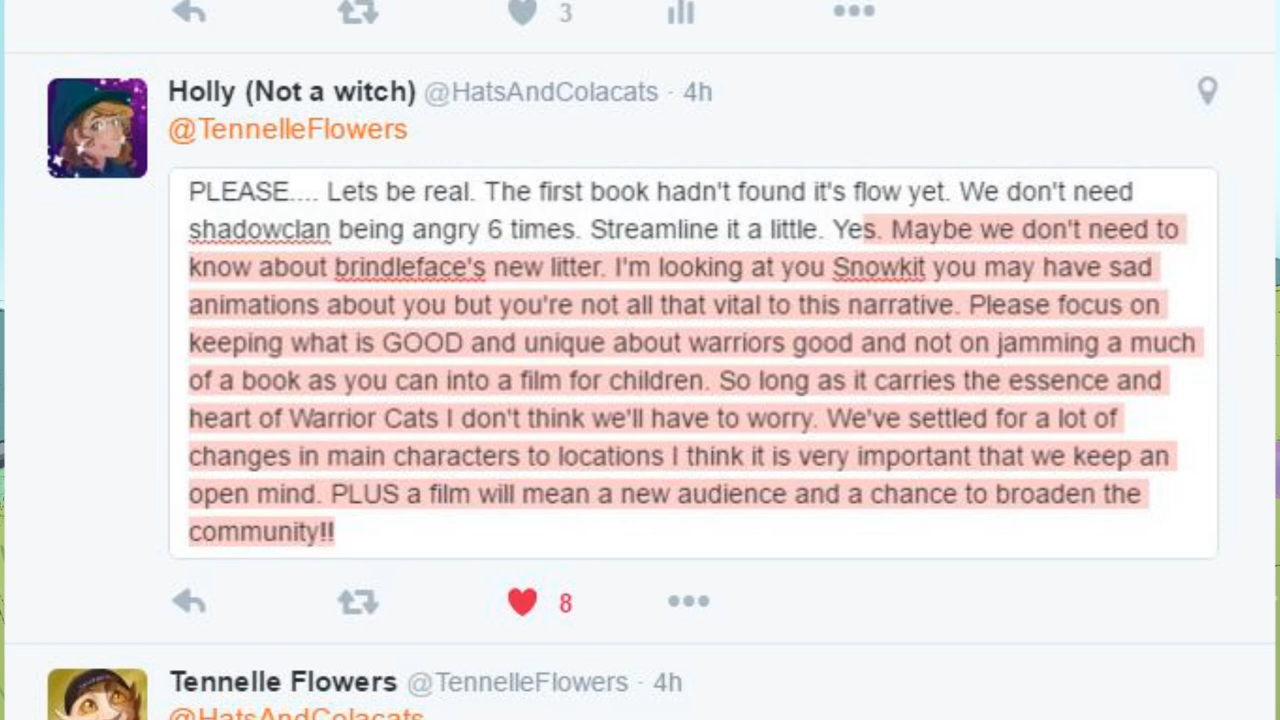 3
Holly (Not a witch) @HatsAndColacats · 4h
@TennelleFlowers
PLEASE.... Lets be real. The first book hadn't found it's flow yet. We don't need
shadowclan being angry 6 times. Streamline it a little. Yes. Maybe we don't need to
know about brindleface's new litter. I'm looking at you Snowkit you may have sad
animations about you but you're not all that vital to this narrative. Please focus on
keeping what is GOOD and unique about warriors good and not on jamming a much
of a book as you can into a film for children. So long as it carries the essence and
heart of Warrior Cats I don't think we'll have to worry. We've settled for a lot of
changes in main characters to locations I think it is very important that we keep an
open mind. PLUS a film will mean a new audience and a chance to broaden the
community!!
8
Tennelle Flowers @TennelleFlowers · 4h
@HatsAndColacats